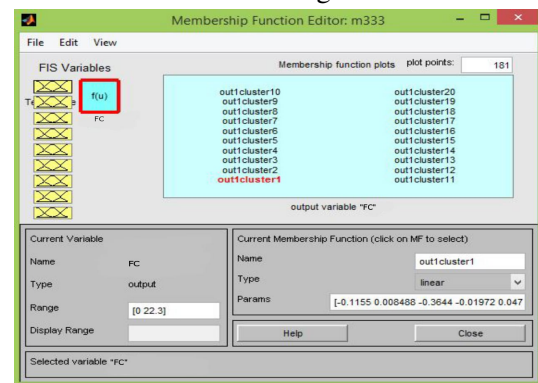 Membership Function Editor: m333
File Edit View
FIS Variables
f(u)
FC
Membership function plots plot points: 181
out1cluster10 out1cluster20
out1cluster9 out1cluster19
out1cluster8 out1cluster18
out1cluster7 out1cluster17
out1cluster6 out1cluster16
out1cluster5 out1cluster15
out1cluster4 out1cluster14
out1cluster3 out1cluster13
out1cluster2 out1cluster12
out1cluster1 out1cluster11
output variable "FC"
Current Variable
Name FC
Type output
Range [0 22.3]
Display Range
Current Membership Function (click on MF to select)
Name out1cluster1
Type linear
Params [-0.1155 0.008488 -0.3644 -0.01972 0.047
Help Close
Selected variable "FC"